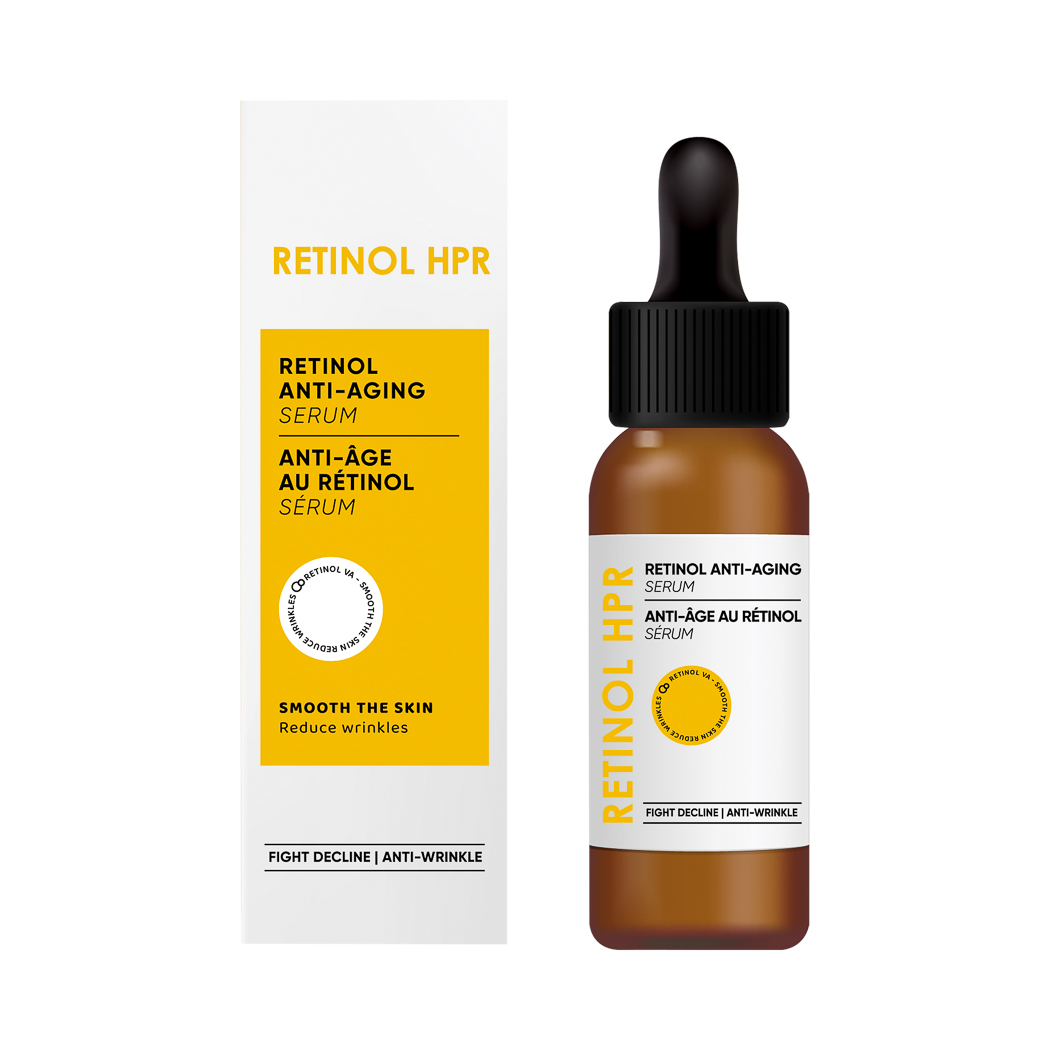 RETINOL HPR
RETINOL
ANTI-AGING
SERUM
ANTI-ÂGE
AU RÉTINOL
SÉRUM
RETINOL VA - SMOOTH THE SKIN REDUCE WRINKLES
SMOOTH THE SKIN
Reduce wrinkles
FIGHT DECLINE | ANTI-WRINKLE
RETINOL HPR
RETINOL ANTI-AGING
SERUM
ANTI-ÂGE AU RÉTINOL
SÉRUM
RETINOL VA - SMOOTH THE SKIN REDUCE WRINKLES
FIGHT DECLINE | ANTI-WRINKLE